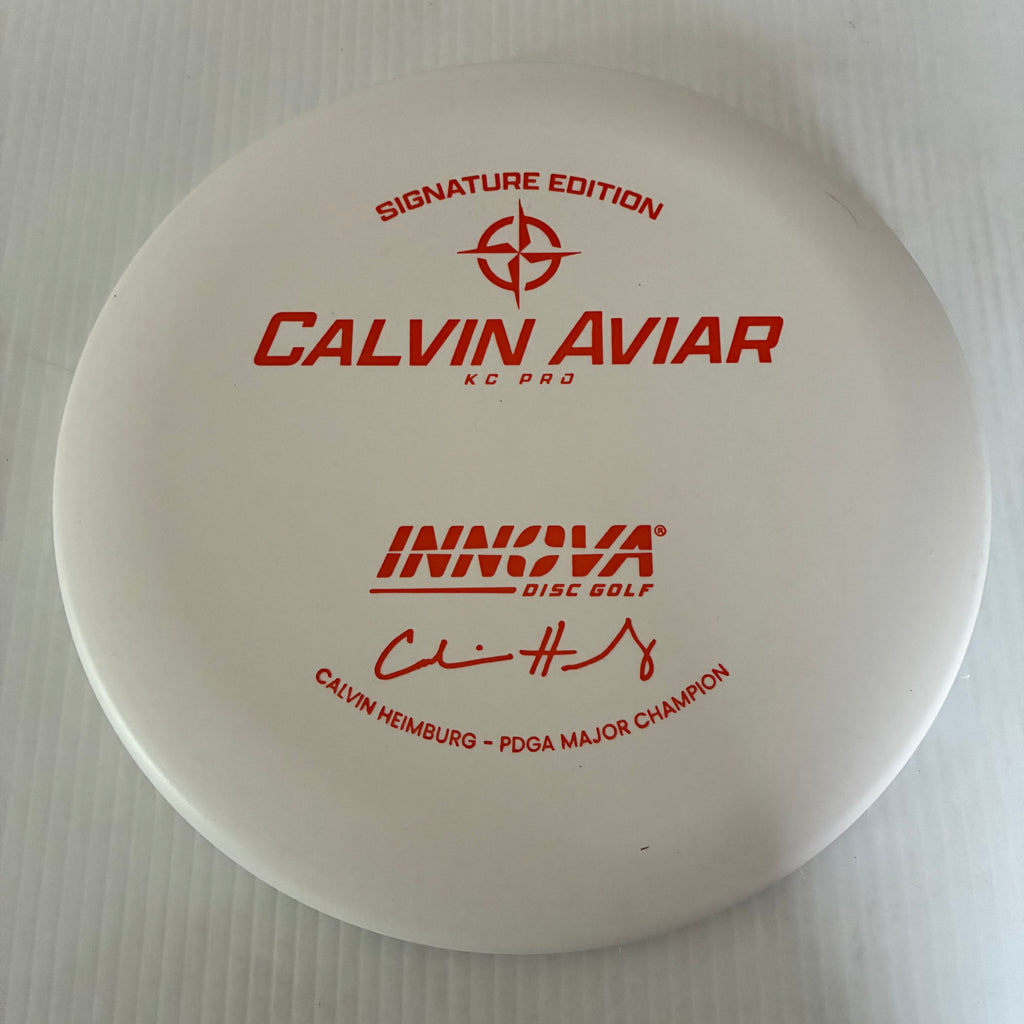 SIGNATURE EDITION
CALVIN AVIAR
KC PRO
INNOVA®
DISC GOLF
CALVIN HEIMBURG - PDGA MAJOR CHAMPION